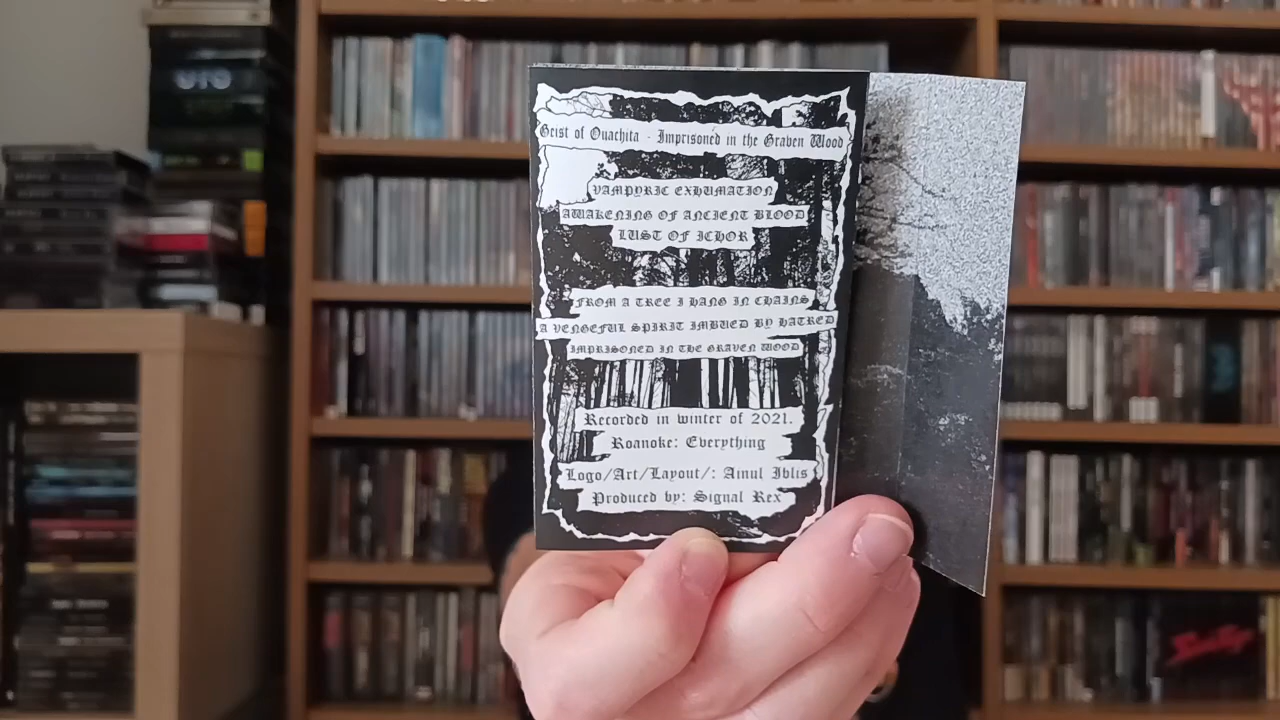 Geist of Ouachita - Imprisoned in the Graven Wood
VAMPYRIC EXHUMATION
AWAKENING OF ANCIENT BLOOD
LUST OF ICHOR
FROM A TREE I HANG IN CHAINS
A VENGEFUL SPIRIT IMBUED BY HATRED
IMPRISONED IN THE GRAVEN WOOD
Recorded in winter of 2021.
Roanoke: Everything
Logo/Art/Layout/: Amul Iblis
Produced by: Signal Rex